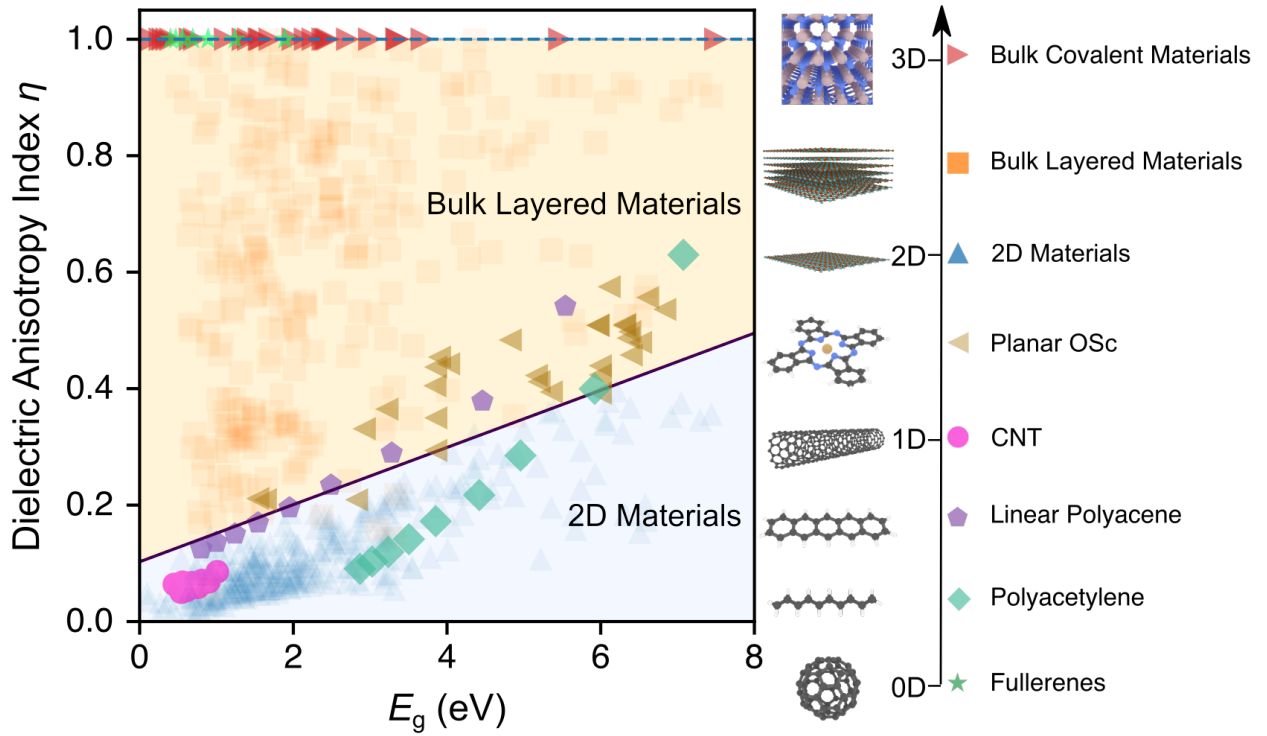 Dielectric Anisotropy Index η
1.0
0.8
0.6
0.4
0.2
0.0
Bulk Layered Materials
2D Materials
0
2
4
6
8
E_g (eV)
3D
2D
1D
0D
Bulk Covalent Materials
Bulk Layered Materials
2D Materials
Planar OSc
CNT
Linear Polyacene
Polyacetylene
Fullerenes